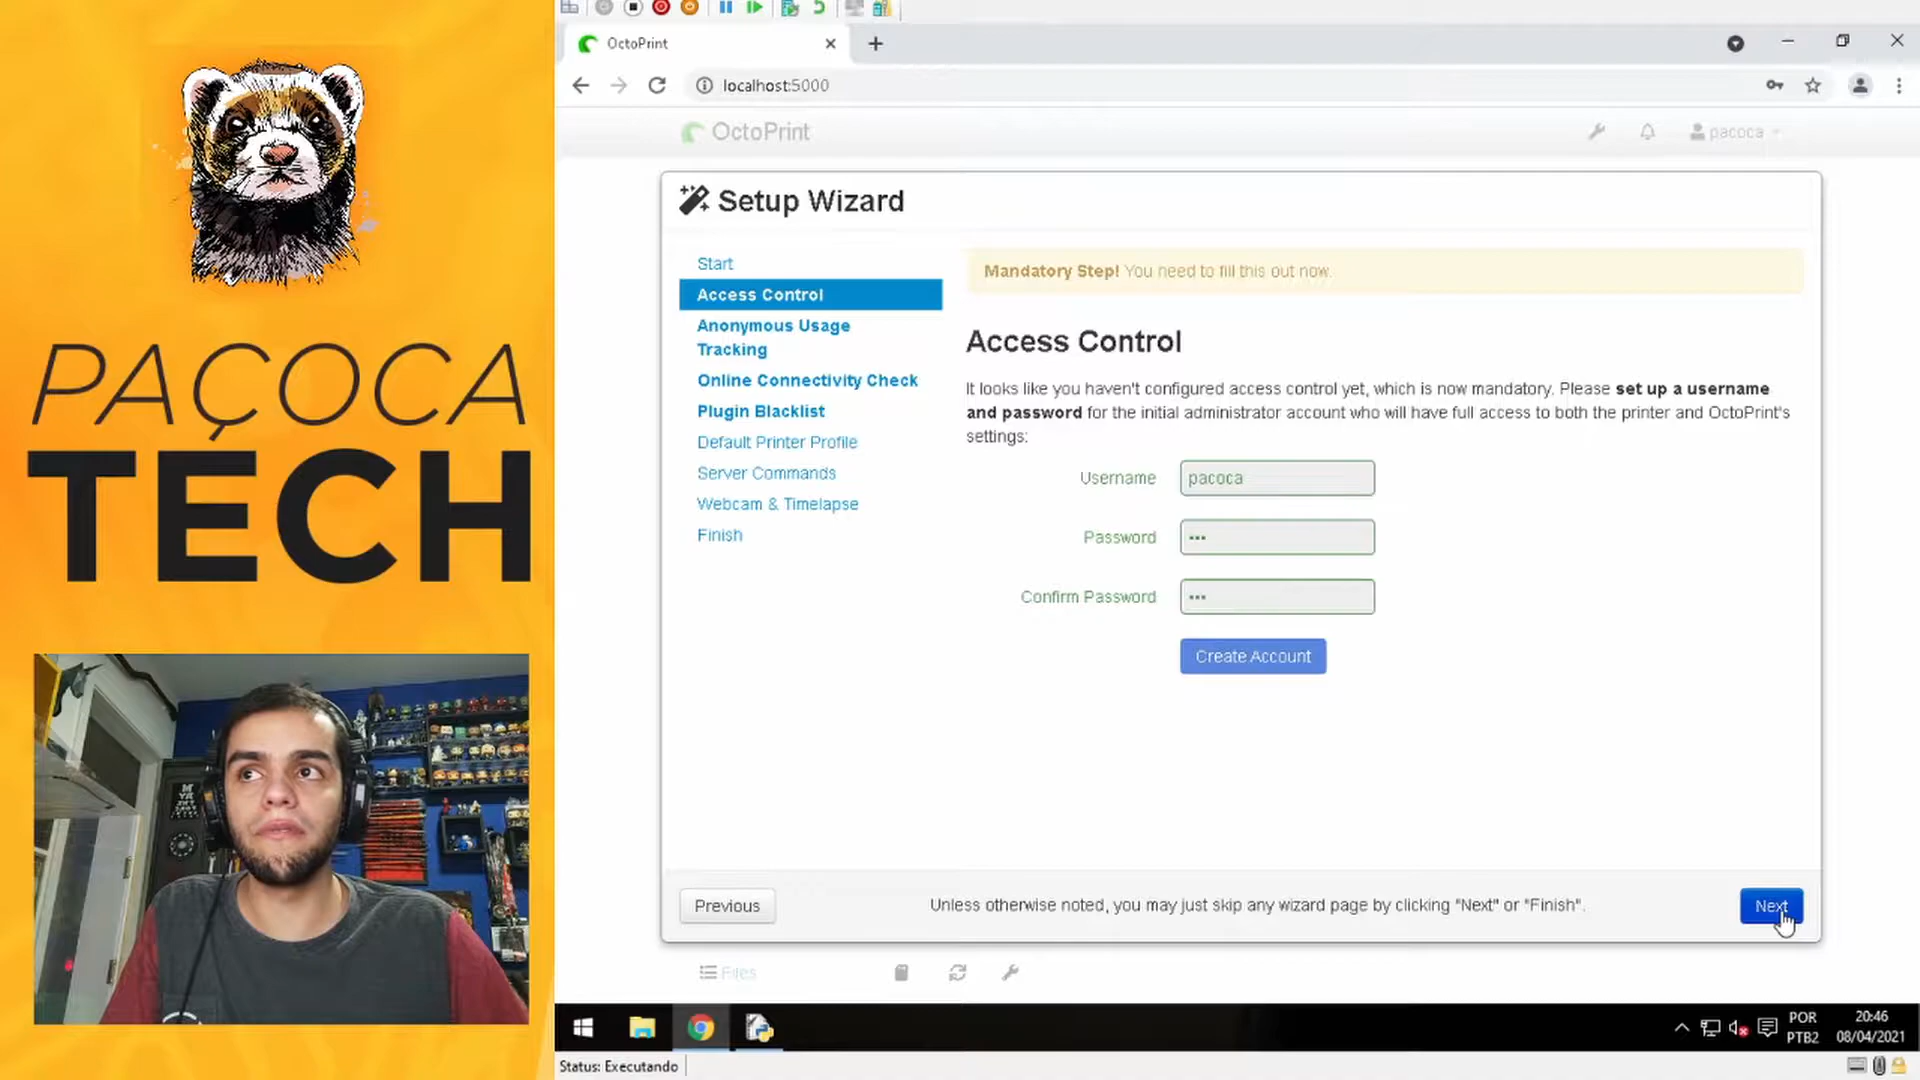 PAÇOCA
TECH
OctoPrint
localhost:5000
OctoPrint
pacoca
Setup Wizard
Start
Access Control
Anonymous Usage
Tracking
Online Connectivity Check
Plugin Blacklist
Default Printer Profile
Server Commands
Webcam & Timelapse
Finish
Mandatory Step! You need to fill this out now.
Access Control
It looks like you haven't configured access control yet, which is now mandatory. Please set up a username
and password for the initial administrator account who will have full access to both the printer and OctoPrint's
settings:
Username
pacoca
Password
•••
Confirm Password
•••
Create Account
Previous
Unless otherwise noted, you may just skip any wizard page by clicking "Next" or "Finish".
Next
Files
POR
PTB2
20:46
08/04/2021
Status: Executando